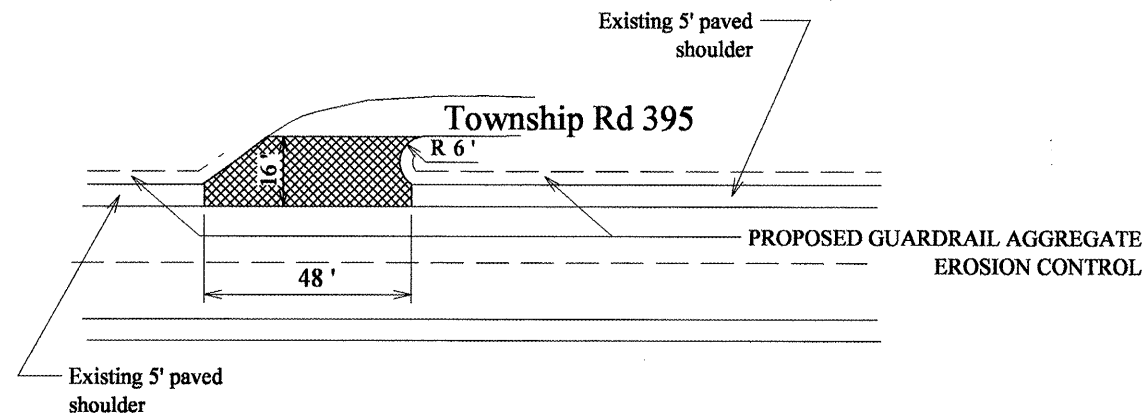 Existing 5' paved
shoulder
Township Rd 395
R 6'
16'
PROPOSED GUARDRAIL AGGREGATE
EROSION CONTROL
48'
Existing 5' paved
shoulder